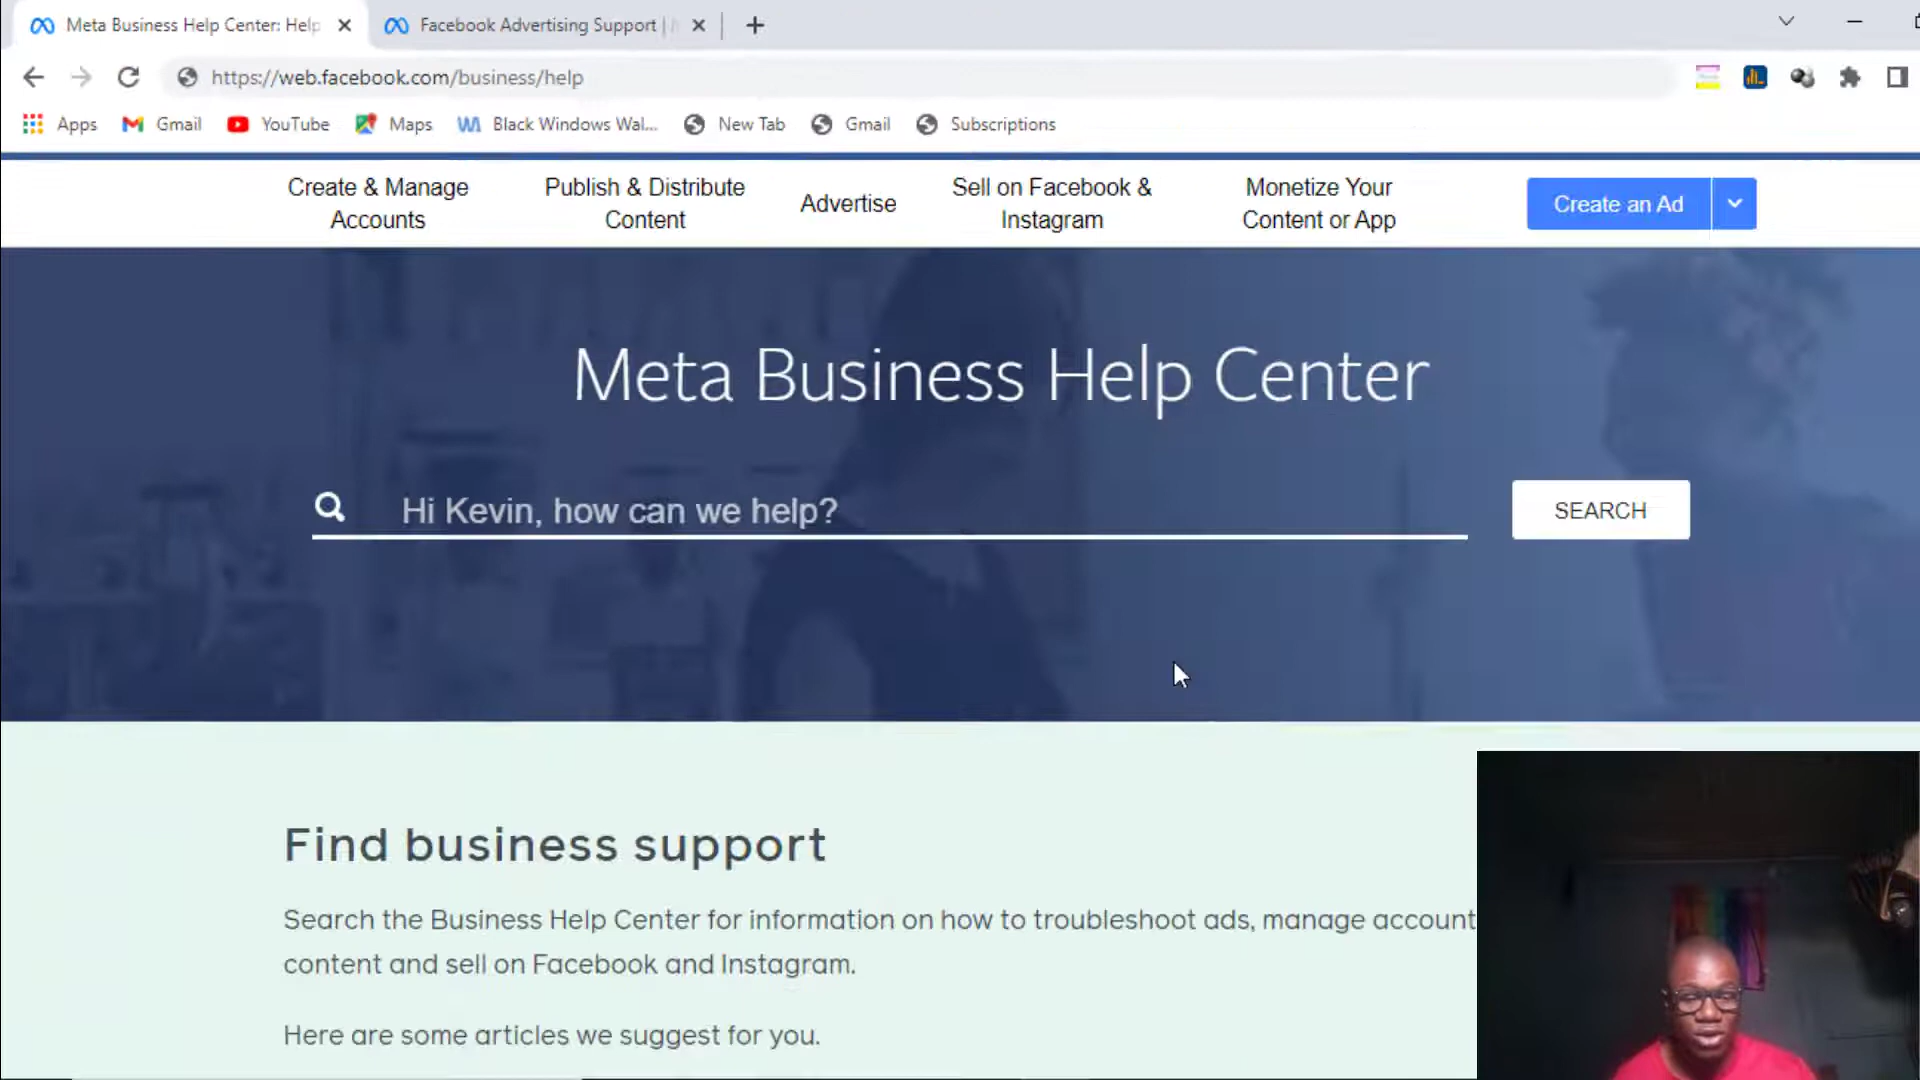 Meta Business Help Center: Help
Facebook Advertising Support |
https://web.facebook.com/business/help
Apps
Gmail
YouTube
Maps
Black Windows Wal...
New Tab
Gmail
Subscriptions
Create & Manage
Accounts
Publish & Distribute
Content
Advertise
Sell on Facebook &
Instagram
Monetize Your
Content or App
Create an Ad
Meta Business Help Center
Hi Kevin, how can we help?
SEARCH
Find business support
Search the Business Help Center for information on how to troubleshoot ads, manage account
content and sell on Facebook and Instagram.
Here are some articles we suggest for you.